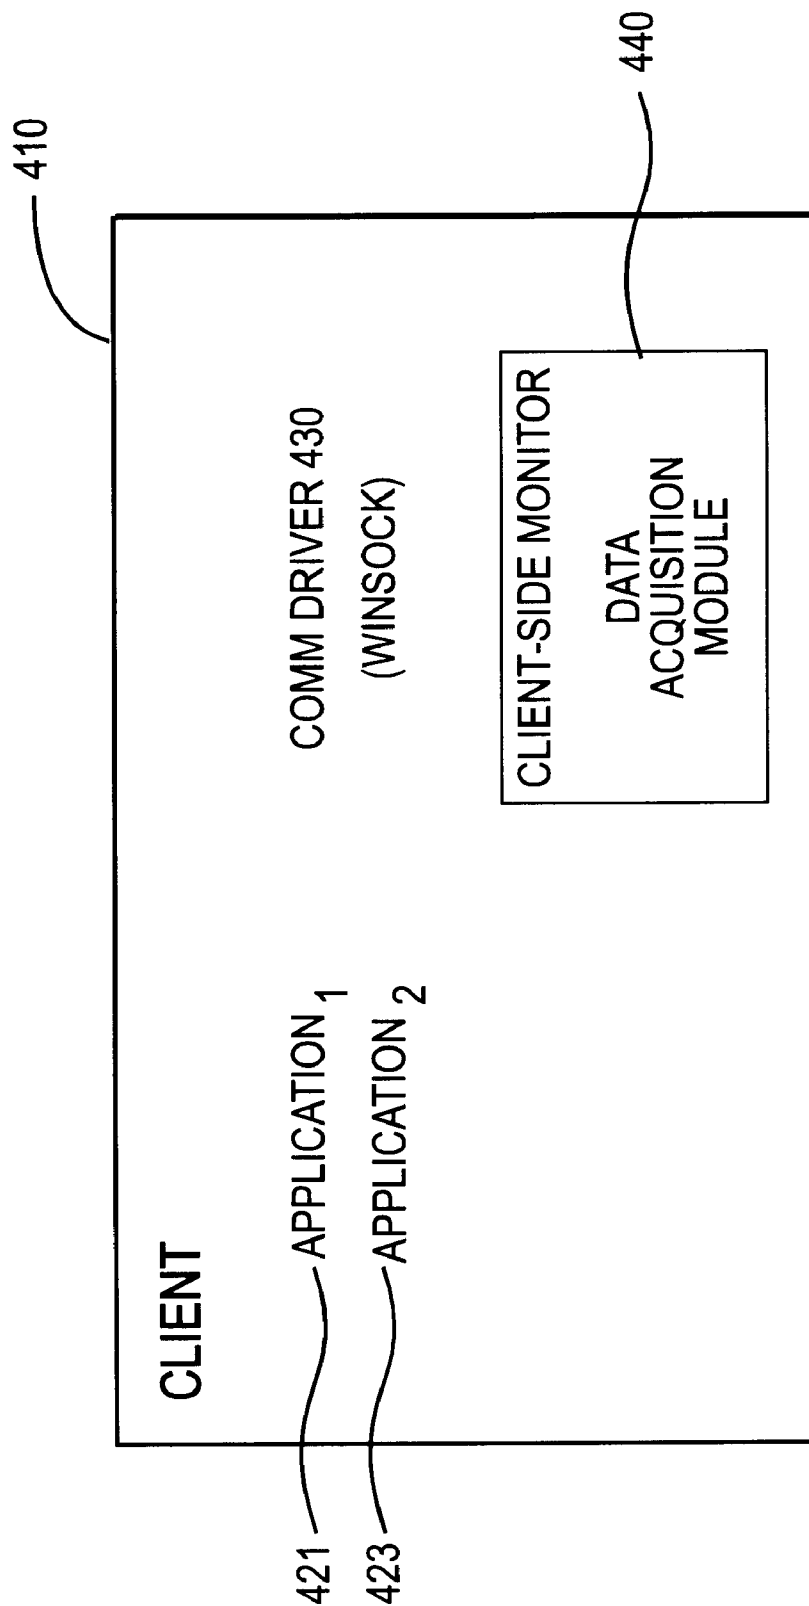 410
CLIENT
421
APPLICATION 1
423
APPLICATION 2
COMM DRIVER 430
(WINSOCK)
CLIENT-SIDE MONITOR
DATA
ACQUISITION
MODULE
440